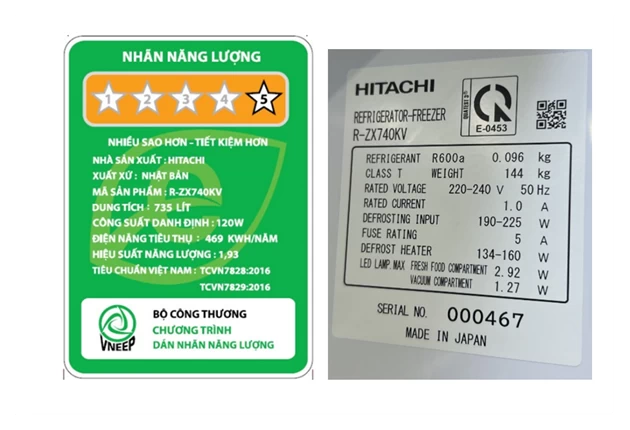 NHÃN NĂNG LƯỢNG
1 2 3 4 5
NHIỀU SAO HƠN - TIẾT KIỆM HƠN
NHÀ SẢN XUẤT : HITACHI
XUẤT XỨ : NHẬT BẢN
MÃ SẢN PHẨM : R-ZX740KV
DUNG TÍCH : 735 LÍT
CÔNG SUẤT DANH ĐỊNH : 120W
ĐIỆN NĂNG TIÊU THỤ : 469 KWH/NĂM
HIỆU SUẤT NĂNG LƯỢNG : 1,93
TIÊU CHUẨN VIỆT NAM : TCVN7828:2016
TCVN7829:2016
VNEEP
BỘ CÔNG THƯƠNG
CHƯƠNG TRÌNH
DÁN NHÃN NĂNG LƯỢNG
HITACHI
REFRIGERATOR-FREEZER
R-ZX740KV
QUATEST 3
E-0453
REFRIGERANT R600a 0.096 kg
CLASS T WEIGHT 144 kg
RATED VOLTAGE 220-240 V 50 Hz
RATED CURRENT 1.0 A
DEFROSTING INPUT 190-225 W
FUSE RATING 5 A
DEFROST HEATER 134-160 W
LED LAMP.MAX FRESH FOOD COMPARTMENT 2.92 W
VACUUM COMPARTMENT 1.27 W
SERIAL NO. 000467
MADE IN JAPAN